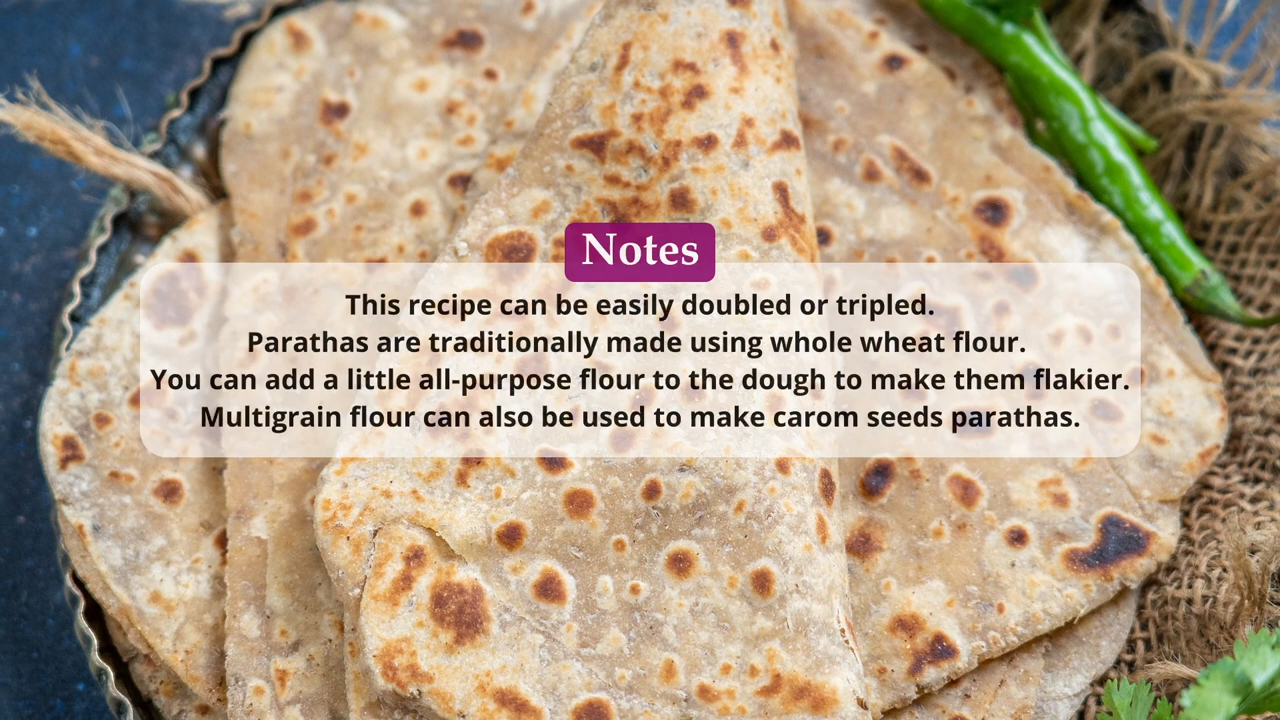 Notes
This recipe can be easily doubled or tripled.
Parathas are traditionally made using whole wheat flour.
You can add a little all-purpose flour to the dough to make them flakier.
Multigrain flour can also be used to make carom seeds parathas.